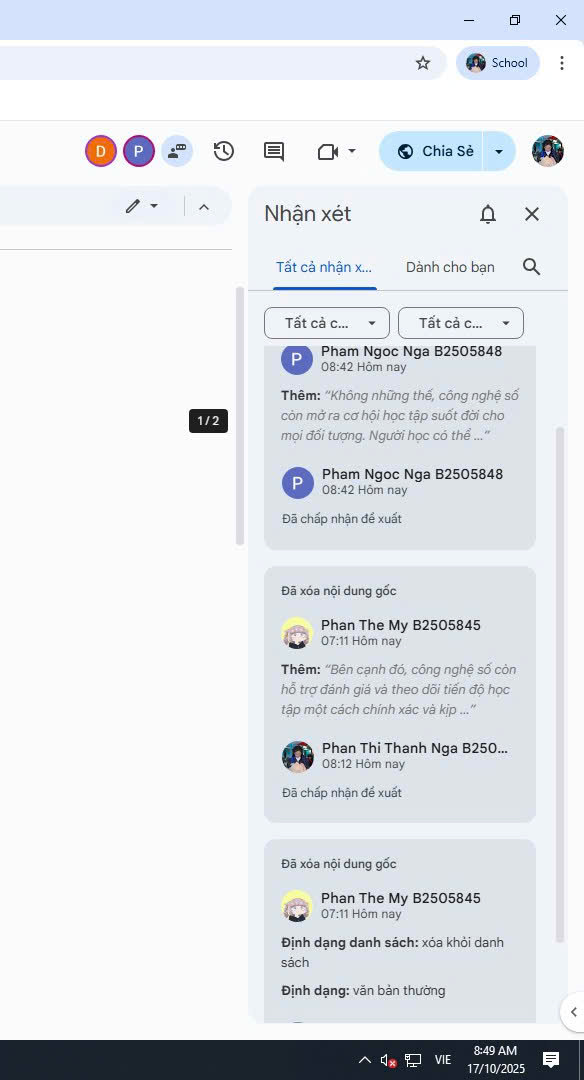 School
D
P
Chia Sẻ
Nhận xét
Tất cả nhận x...
Dành cho bạn
Tất cả c...
Tất cả c...
P
Pham Ngoc Nga B2505848
08:42 Hôm nay
Thêm: “Không những thế, công nghệ số
còn mở ra cơ hội học tập suốt đời cho
mọi đối tượng. Người học có thể ...”
1 / 2
P
Pham Ngoc Nga B2505848
08:42 Hôm nay
Đã chấp nhận đề xuất
Đã xóa nội dung gốc
Phan The My B2505845
07:11 Hôm nay
Thêm: “Bên cạnh đó, công nghệ số còn
hỗ trợ đánh giá và theo dõi tiến độ học
tập một cách chính xác và kịp ...”
Phan Thi Thanh Nga B250...
08:12 Hôm nay
Đã chấp nhận đề xuất
Đã xóa nội dung gốc
Phan The My B2505845
07:11 Hôm nay
Định dạng danh sách: xóa khỏi danh
sách
Định dạng: văn bản thường
VIE
8:49 AM
17/10/2025